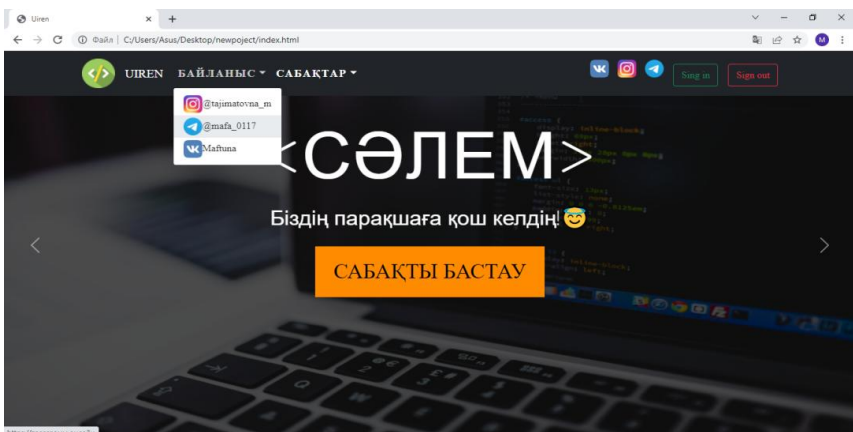 Uiren
Файл | C:/Users/Asus/Desktop/newpoject/index.html
M
</> UIREN БАЙЛАНЫС САБАҚТАР Sing in Sign out
@tajimatovna_m
@mafa_0117
Maftuna
<СӘЛЕМ>
Біздің парақшаға қош келдің!😇
САБАҚТЫ БАСТАУ